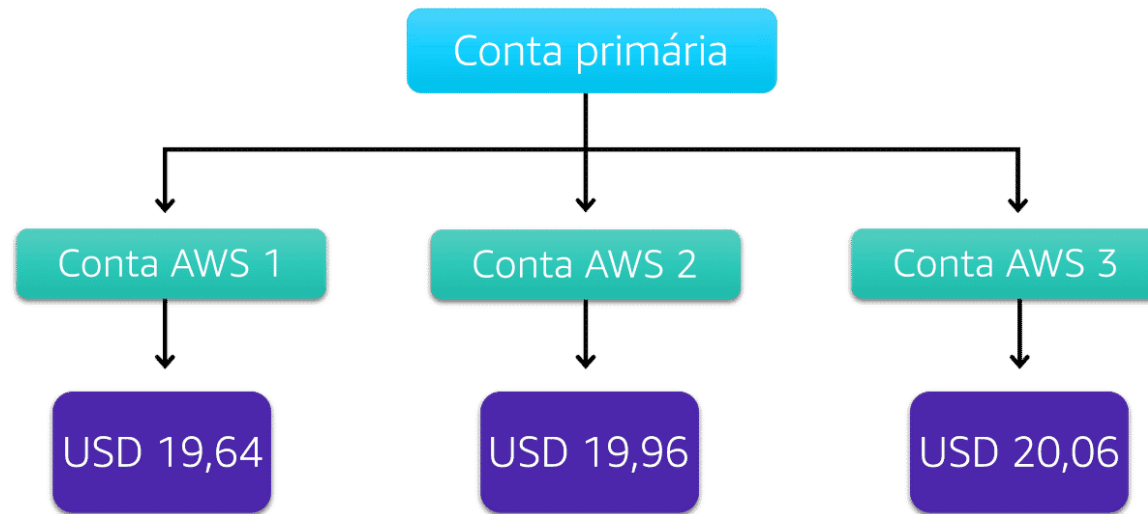 Conta primária
Conta AWS 1
Conta AWS 2
Conta AWS 3
USD 19,64
USD 19,96
USD 20,06